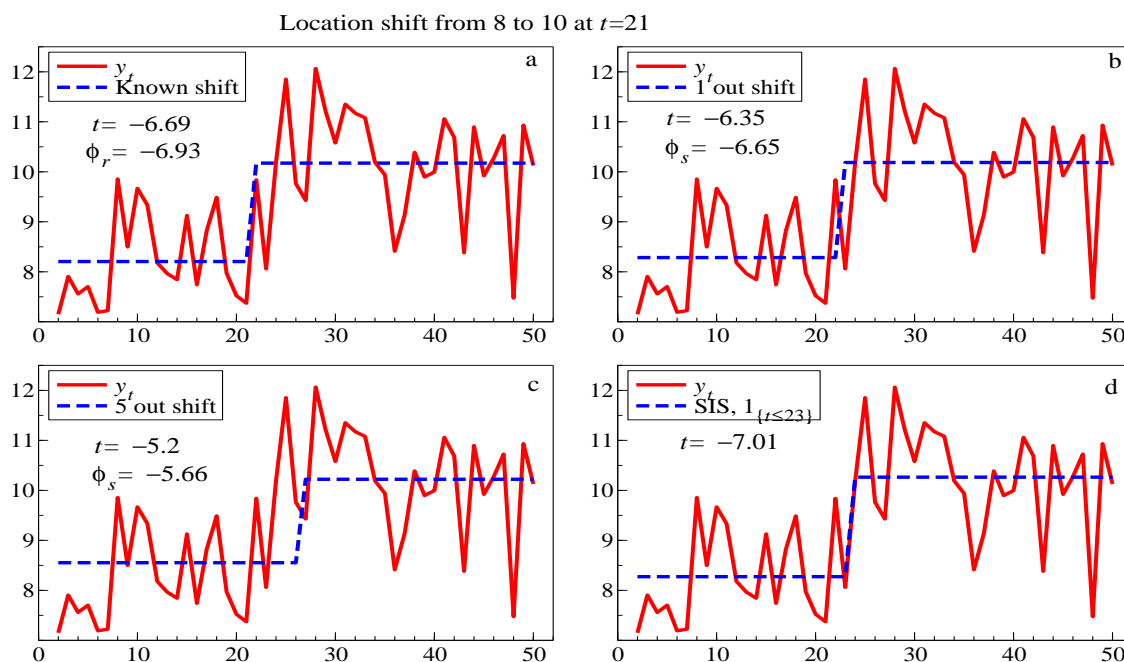 Location shift from 8 to 10 at t=21
a
y_t
Known shift
t= −6.69
ϕ_r= −6.93
12
11
10
9
8
0 10 20 30 40 50
b
y_t
1 out shift
t= −6.35
ϕ_s= −6.65
12
11
10
9
8
0 10 20 30 40 50
c
y_t
5 out shift
t= −5.2
ϕ_s= −5.66
12
11
10
9
8
0 10 20 30 40 50
d
y_t
SIS, 1_{t≤23}
t= −7.01
12
11
10
9
8
0 10 20 30 40 50